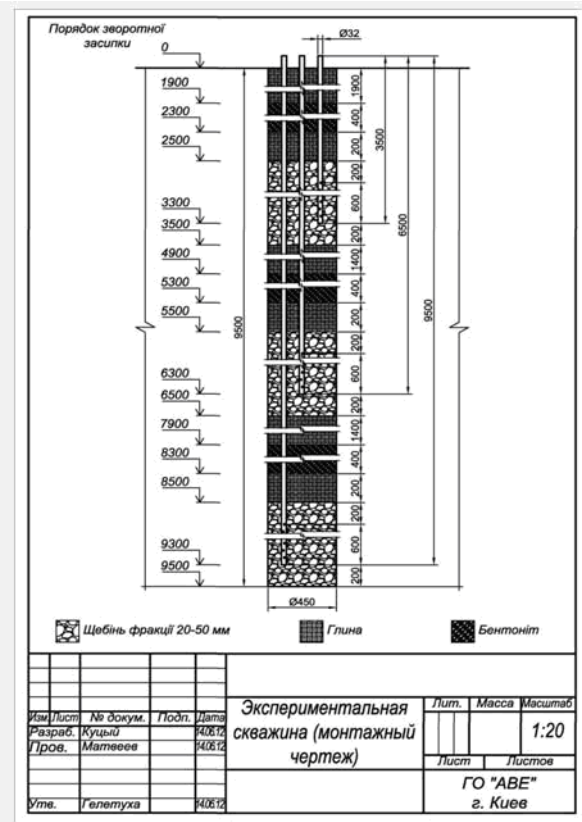 Порядок зворотної
засипки
0
1900
2300
2500
3300
3500
4900
5300
5500
6300
6500
7900
8300
8500
9300
9500
Ø32
1900
400
200
200
600
200
1400
400
200
200
600
200
1400
400
200
200
600
200
3500
6500
9500
9500
Ø450
Щебінь фракції 20-50 мм
Глина
Бентоніт
Изм. Лист № докум. Подп. Дата
Разраб. Куцый 14.06.12
Пров. Матвеев 14.06.12
Утв. Гелетуха 14.06.12
Экспериментальная
скважина (монтажный
чертеж)
Лит. Масса Масштаб
1:20
Лист Листов
ГО "АВЕ"
г. Киев